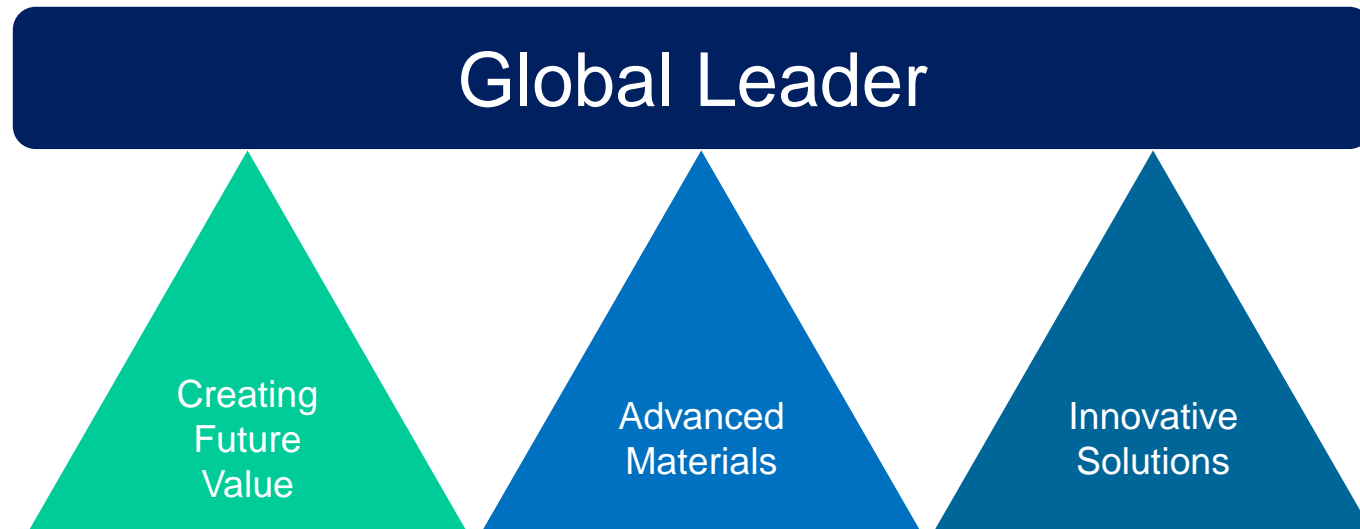 Global Leader
Creating
Future
Value
Advanced
Materials
Innovative
Solutions